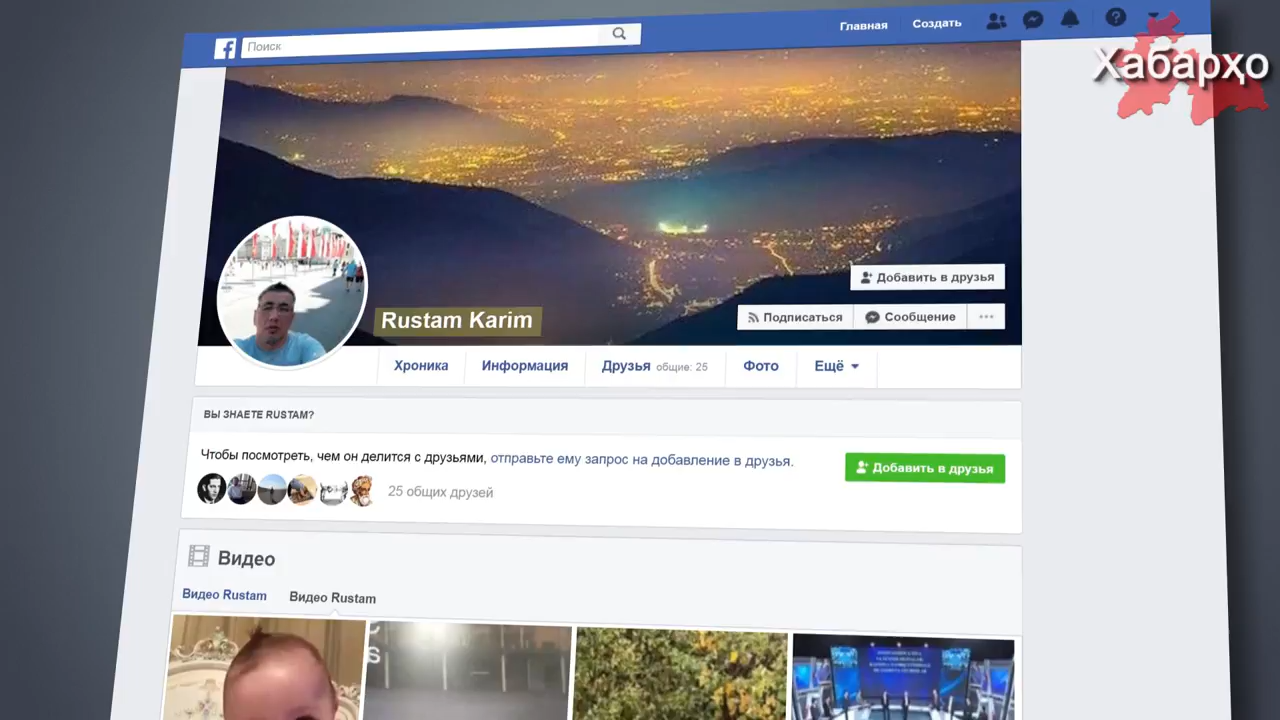 Поиск
Главная
Создать
Хабарҳо
Добавить в друзья
Rustam Karim
Подписаться
Сообщение
Хроника
Информация
Друзья общие: 25
Фото
Ещё
ВЫ ЗНАЕТЕ RUSTAM?
Чтобы посмотреть, чем он делится с друзьями, отправьте ему запрос на добавление в друзья.
Добавить в друзья
25 общих друзей
Видео
Видео Rustam
Видео Rustam